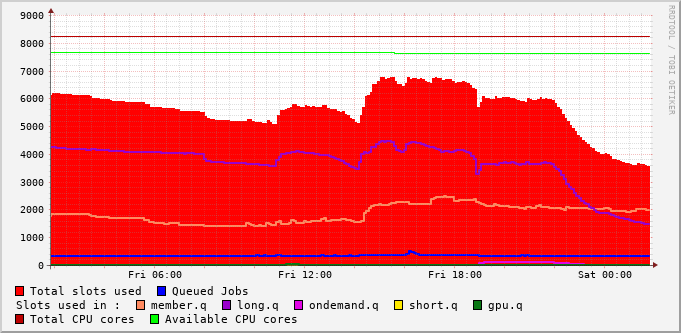 9000
8000
7000
6000
5000
4000
3000
2000
1000
0
Fri 06:00 Fri 12:00 Fri 18:00 Sat 00:00
Total slots used Queued Jobs
Slots used in : member.q long.q ondemand.q short.q gpu.q
Total CPU cores Available CPU cores
RRDTOOL / TOBI OETIKER